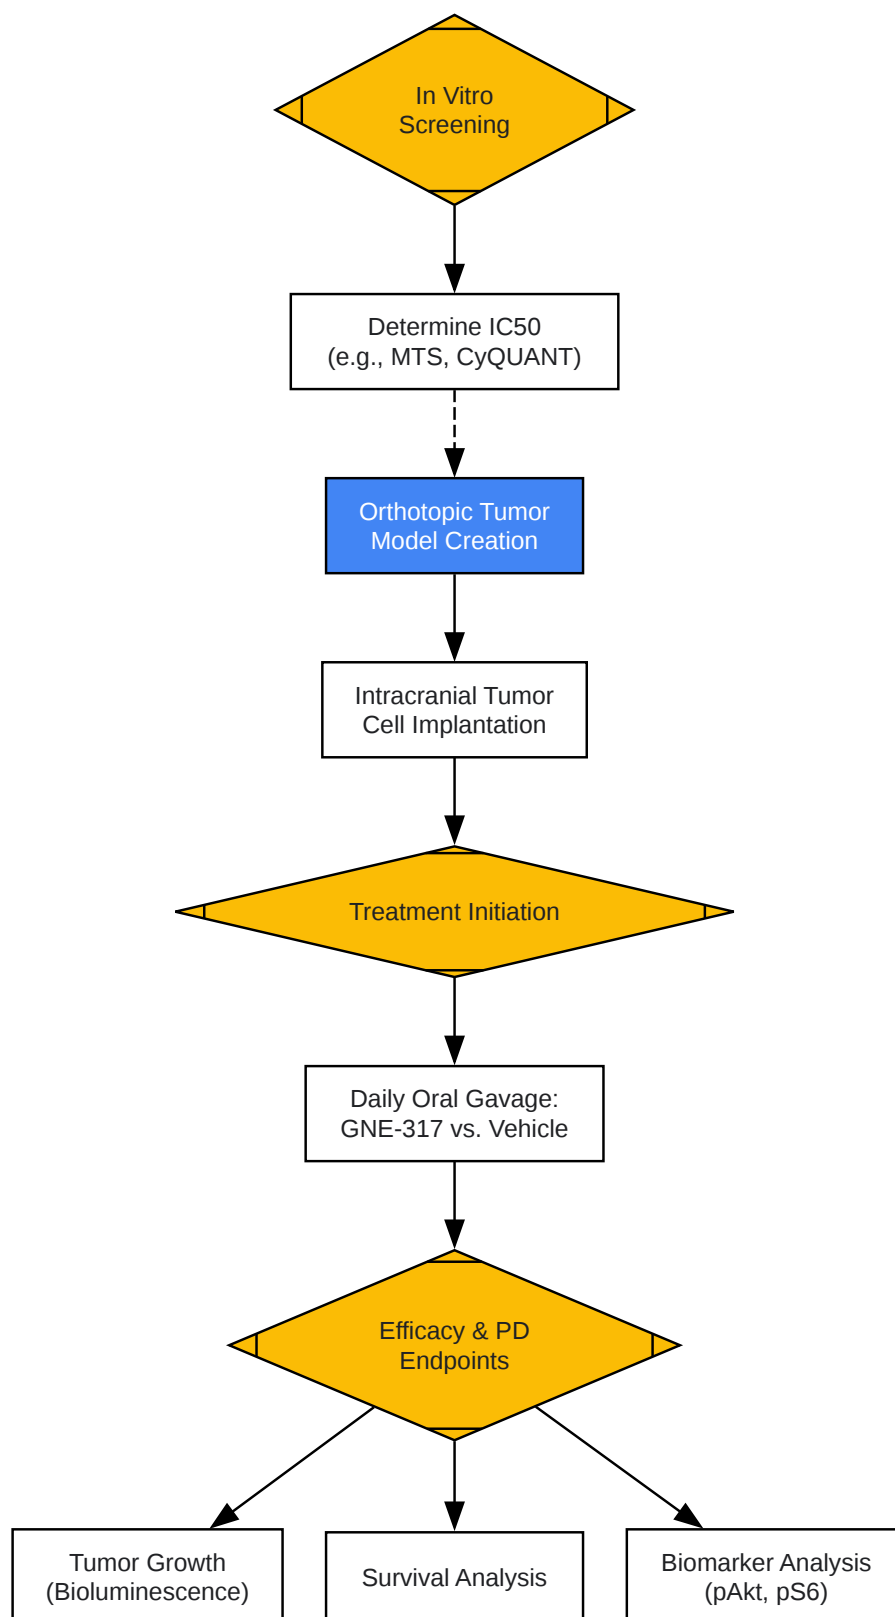 In Vitro
Screening
Determine IC50
(e.g., MTS, CyQUANT)
Orthotopic Tumor
Model Creation
Intracranial Tumor
Cell Implantation
Treatment Initiation
Daily Oral Gavage:
GNE-317 vs. Vehicle
Efficacy & PD
Endpoints
Tumor Growth
(Bioluminescence)
Survival Analysis
Biomarker Analysis
(pAkt, pS6)